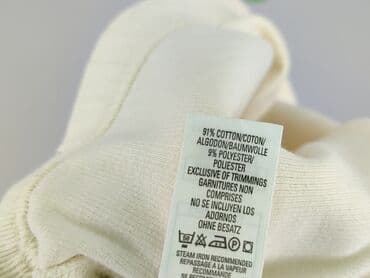 91% COTTON/COTON/
ALGODON/BAUMWOLLE
9% POLYESTER/
POLIESTER
EXCLUSIVE OF TRIMMINGS
GARNITURES NON
COMPRISES
NO SE INCLUYEN LOS
ADORNOS
OHNE BESATZ
STEAM IRON RECOMMENDED
REPASSAGE A LA VAPEUR
RECOMMANDE